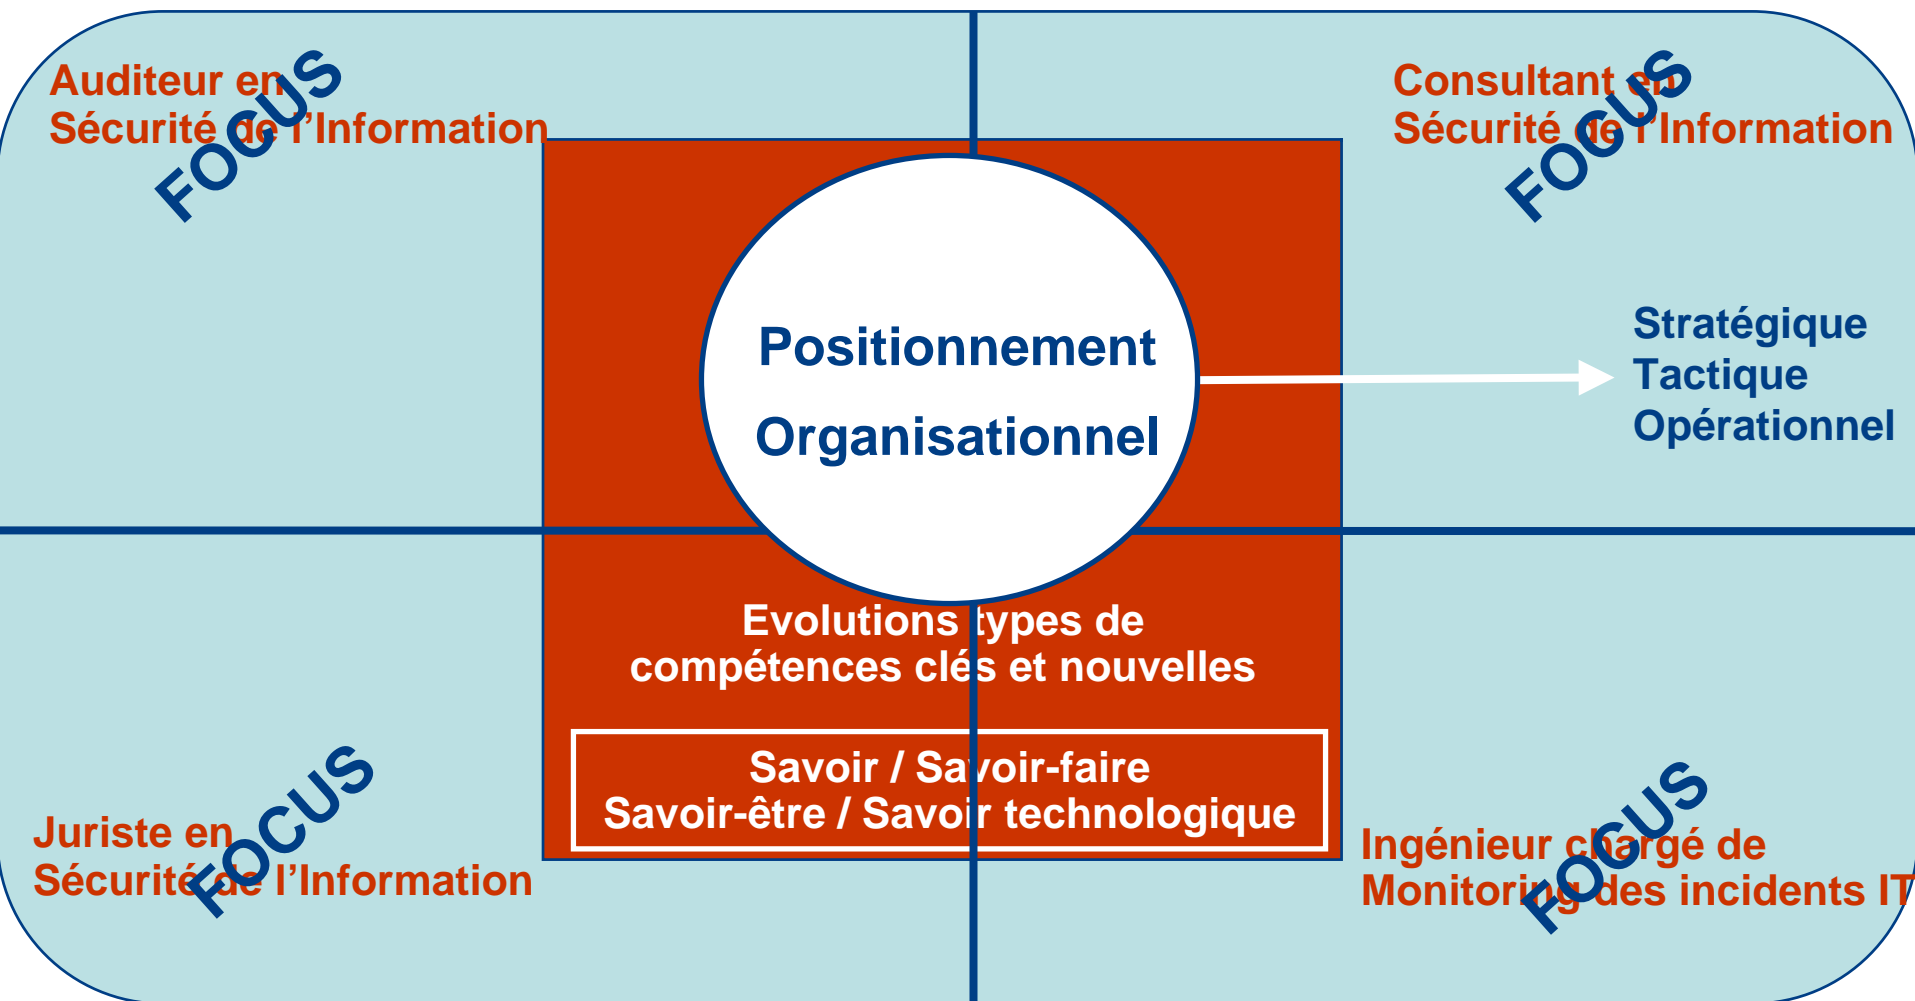 Auditeur en
Sécurité de l'Information
FOCUS
Consultant en
Sécurité de l'Information
FOCUS
Positionnement
Organisationnel
Stratégique
Tactique
Opérationnel
Evolutions types de
compétences clés et nouvelles
Savoir / Savoir-faire
Savoir-être / Savoir technologique
Juriste en
Sécurité de l'Information
FOCUS
Ingénieur chargé de
Monitoring des incidents IT
FOCUS